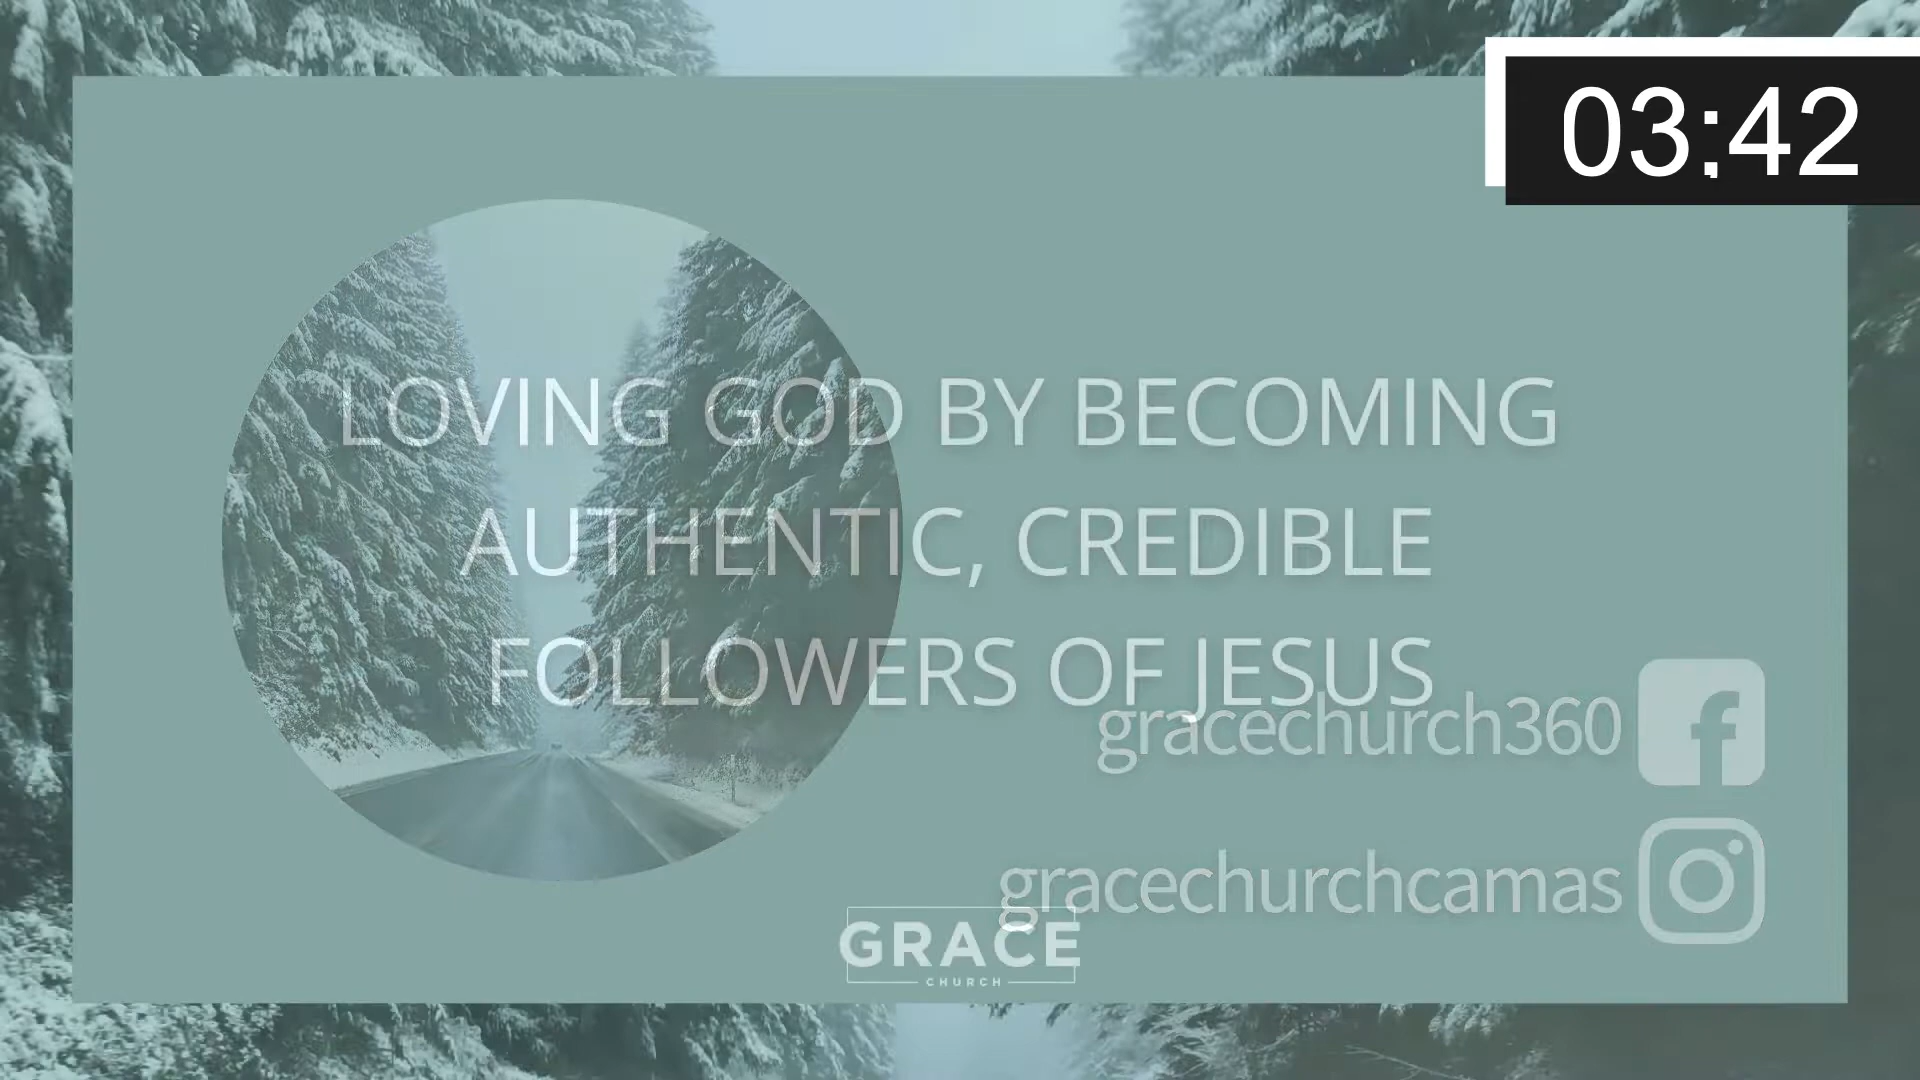 03:42
LOVING GOD BY BECOMING
AUTHENTIC, CREDIBLE
FOLLOWERS OF JESUS
gracechurch360
gracechurchcamas
GRACE
CHURCH